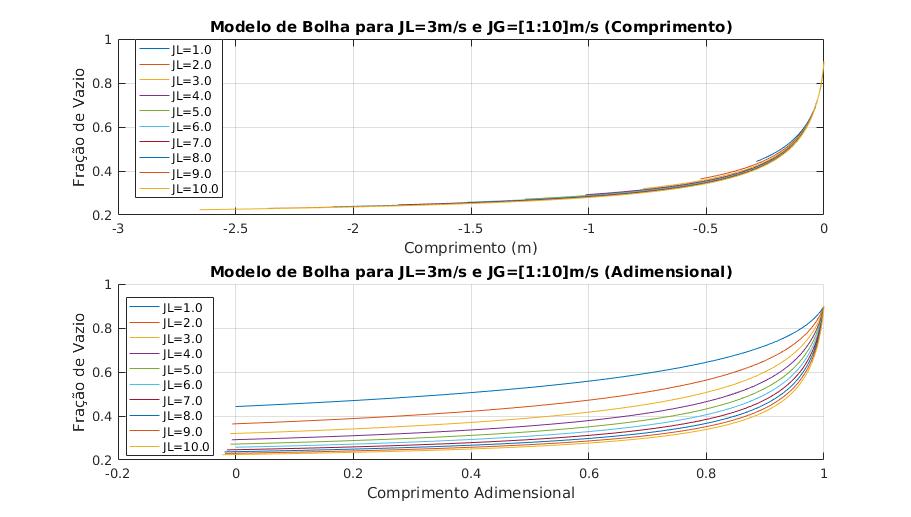 Modelo de Bolha para JL=3m/s e JG=[1:10]m/s (Comprimento)
1
0.8
0.6
0.4
0.2
Fração de Vazio
JL=1.0
JL=2.0
JL=3.0
JL=4.0
JL=5.0
JL=6.0
JL=7.0
JL=8.0
JL=9.0
JL=10.0
-3 -2.5 -2 -1.5 -1 -0.5 0
Comprimento (m)
Modelo de Bolha para JL=3m/s e JG=[1:10]m/s (Adimensional)
1
0.8
0.6
0.4
0.2
Fração de Vazio
JL=1.0
JL=2.0
JL=3.0
JL=4.0
JL=5.0
JL=6.0
JL=7.0
JL=8.0
JL=9.0
JL=10.0
-0.2 0 0.2 0.4 0.6 0.8 1
Comprimento Adimensional